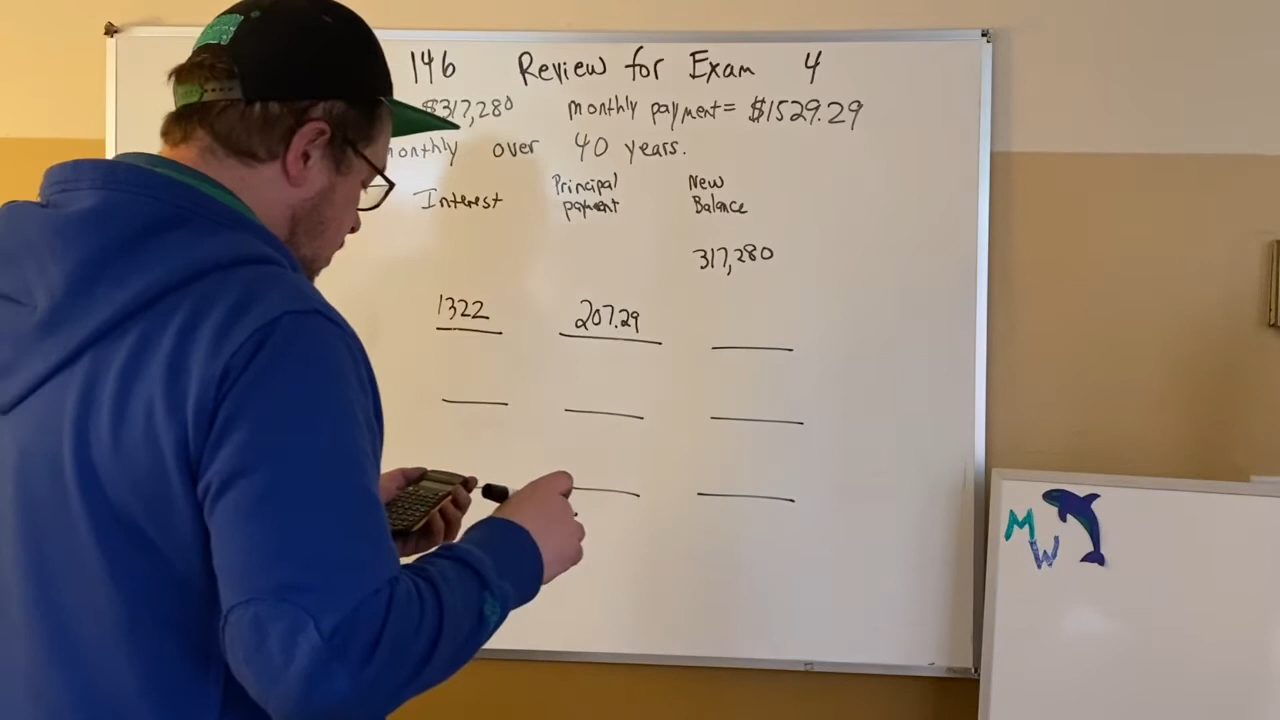 146 Review for Exam 4
$317,280 monthly payment = $1529.29
monthly over 40 years.
Interest Principal payment New Balance
317,280
1322 207.29
M
W